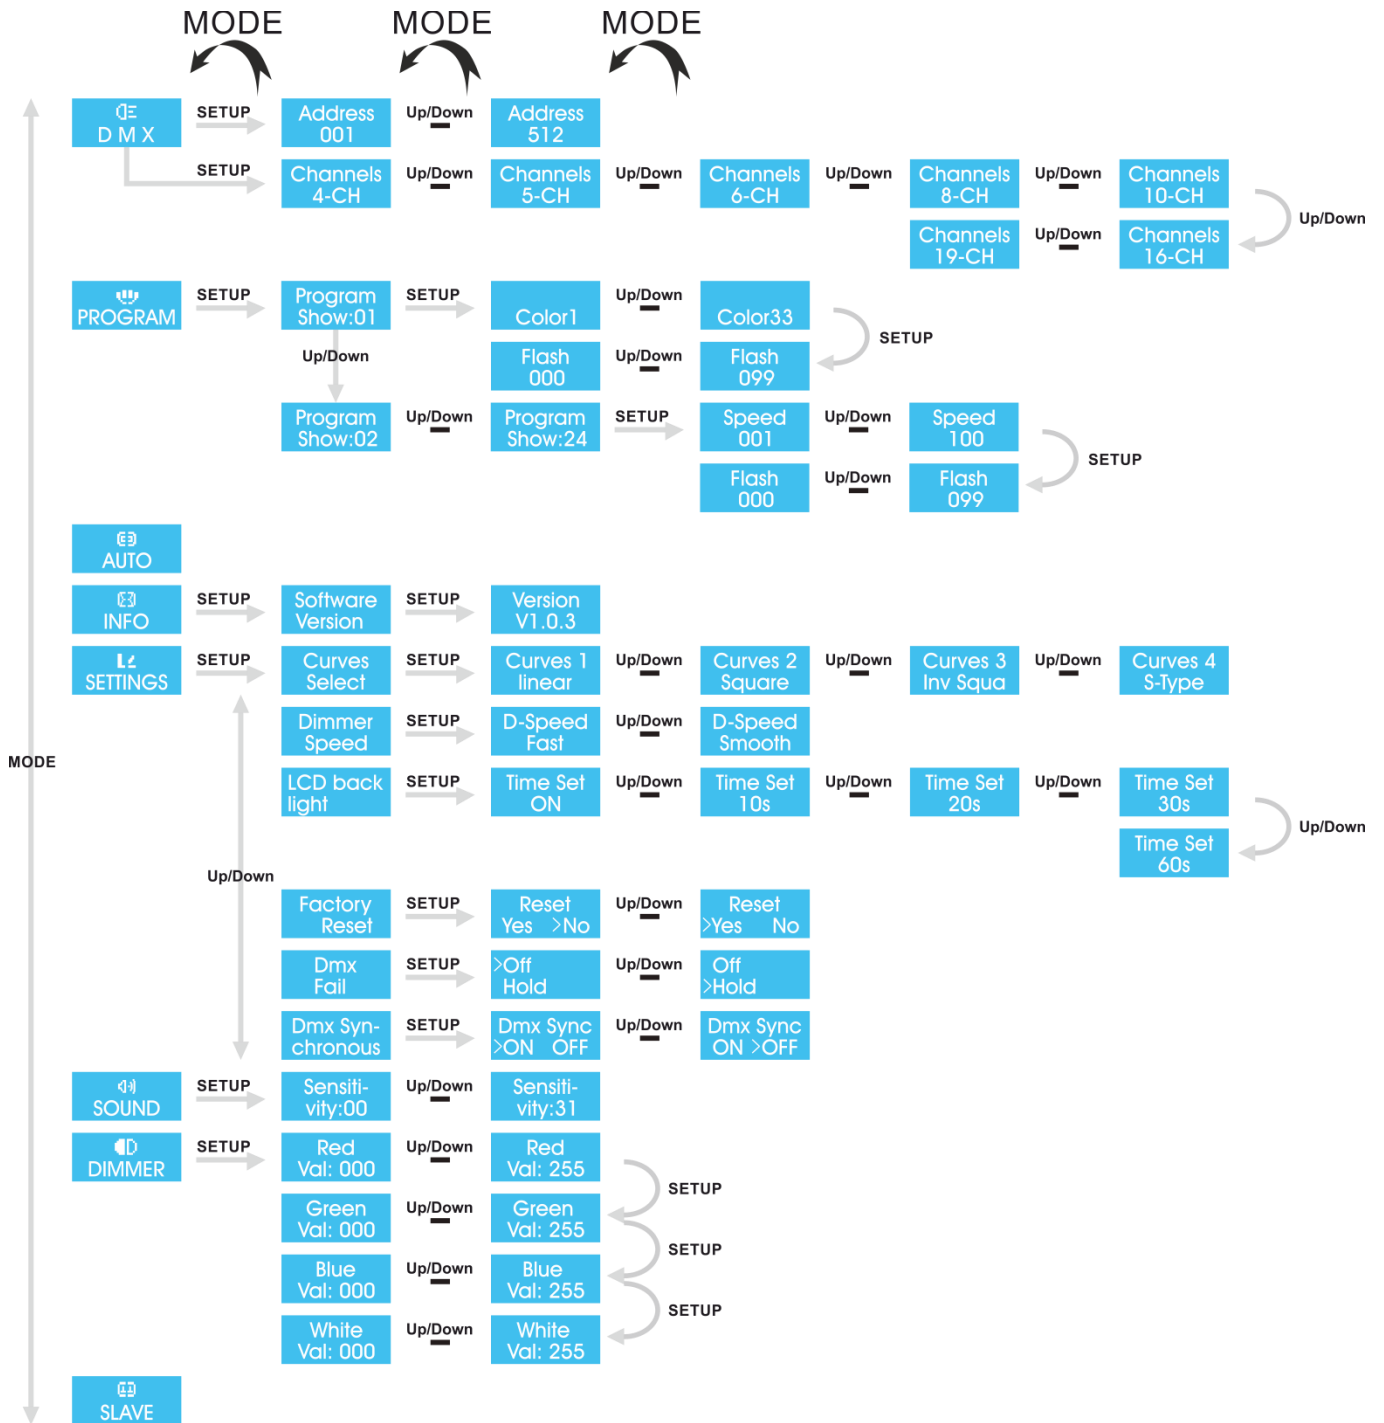 MODE MODE MODE
D M X
SETUP
Address
001
Up/Down
Address
512
SETUP
Channels
4-CH
Up/Down
Channels
5-CH
Up/Down
Channels
6-CH
Up/Down
Channels
8-CH
Up/Down
Channels
10-CH
Up/Down
Channels
19-CH
Up/Down
Channels
16-CH
PROGRAM
SETUP
Program
Show:01
SETUP
Color1
Up/Down
Color33
SETUP
Up/Down
Flash
000
Up/Down
Flash
099
Program
Show:02
Up/Down
Program
Show:24
SETUP
Speed
001
Up/Down
Speed
100
SETUP
Flash
000
Up/Down
Flash
099
AUTO
INFO
SETUP
Software
Version
SETUP
Version
V1.0.3
SETTINGS
SETUP
Curves
Select
SETUP
Curves 1
linear
Up/Down
Curves 2
Square
Up/Down
Curves 3
Inv Squa
Up/Down
Curves 4
S-Type
Dimmer
Speed
SETUP
D-Speed
Fast
Up/Down
D-Speed
Smooth
MODE
LCD back
light
SETUP
Time Set
ON
Up/Down
Time Set
10s
Up/Down
Time Set
20s
Up/Down
Time Set
30s
Up/Down
Time Set
60s
Up/Down
Factory
Reset
SETUP
Reset
Yes >No
Up/Down
Reset
>Yes No
Dmx
Fail
SETUP
>Off
Hold
Up/Down
Off
>Hold
Dmx Syn-
chronous
SETUP
Dmx Sync
>ON OFF
Up/Down
Dmx Sync
ON >OFF
SOUND
SETUP
Sensiti-
vity:00
Up/Down
Sensiti-
vity:31
DIMMER
SETUP
Red
Val: 000
Up/Down
Red
Val: 255
SETUP
Green
Val: 000
Up/Down
Green
Val: 255
SETUP
Blue
Val: 000
Up/Down
Blue
Val: 255
SETUP
White
Val: 000
Up/Down
White
Val: 255
SLAVE